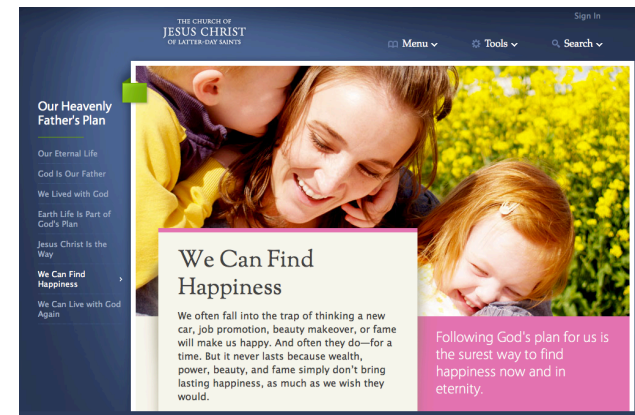 THE CHURCH OF
JESUS CHRIST
OF LATTER-DAY SAINTS
Sign In
Menu
Tools
Search
Our Heavenly
Father's Plan
Our Eternal Life
God Is Our Father
We Lived with God
Earth Life Is Part of
God's Plan
Jesus Christ Is the
Way
We Can Find
Happiness
We Can Live with God
Again
We Can Find
Happiness
We often fall into the trap of thinking a new
car, job promotion, beauty makeover, or fame
will make us happy. And often they do—for a
time. But it never lasts because wealth,
power, beauty, and fame simply don't bring
lasting happiness, as much as we wish they
would.
Following God's plan for us is
the surest way to find
happiness now and in
eternity.